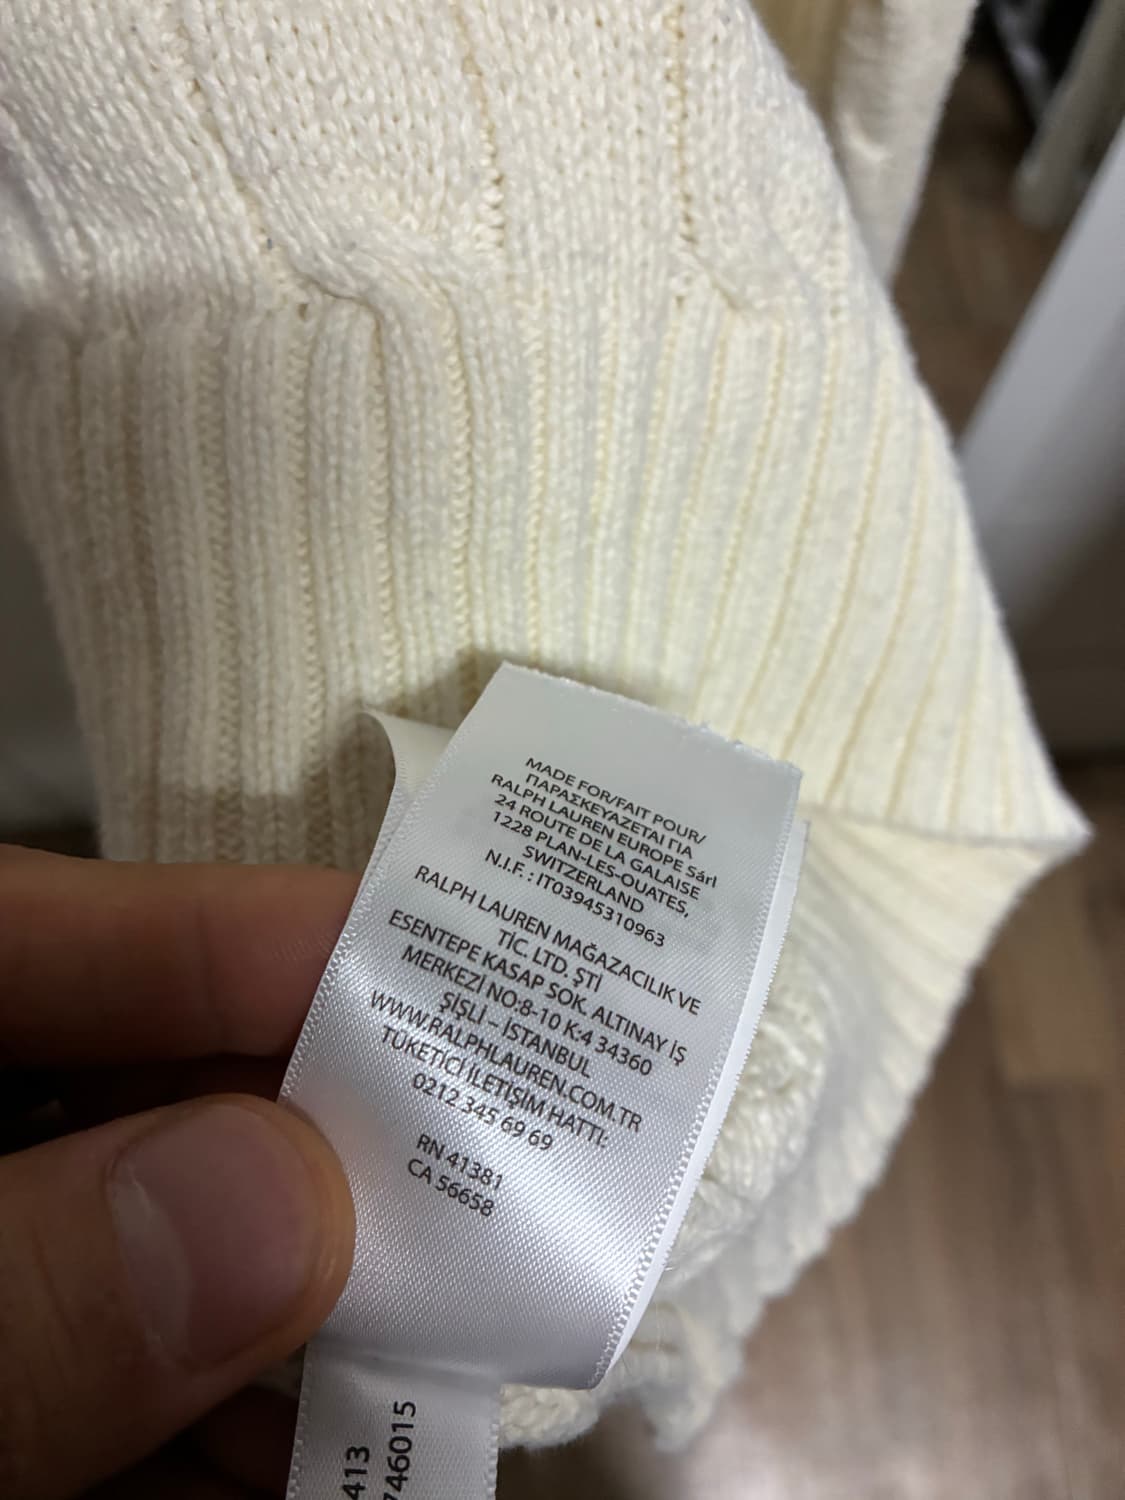 MADE FOR/FAIT POUR/
ΠΑΡΑΣΚΕΥΑΖΕΤΑΙ ΓΙΑ
RALPH LAUREN EUROPE Sárl
24 ROUTE DE LA GALAISE
1228 PLAN-LES-OUATES,
SWITZERLAND
N.I.F. : IT03945310963
RALPH LAUREN MAĞAZACILIK VE
TİC. LTD. ŞTİ
ESENTEPE KASAP SOK. ALTINAY İŞ
MERKEZİ NO:8-10 K:4 34360
ŞİŞLİ – İSTANBUL
WWW.RALPHLAUREN.COM.TR
TÜKETİCİ İLETİŞİM HATTI:
0212 345 69 69
RN 41381
CA 56658
413
746015